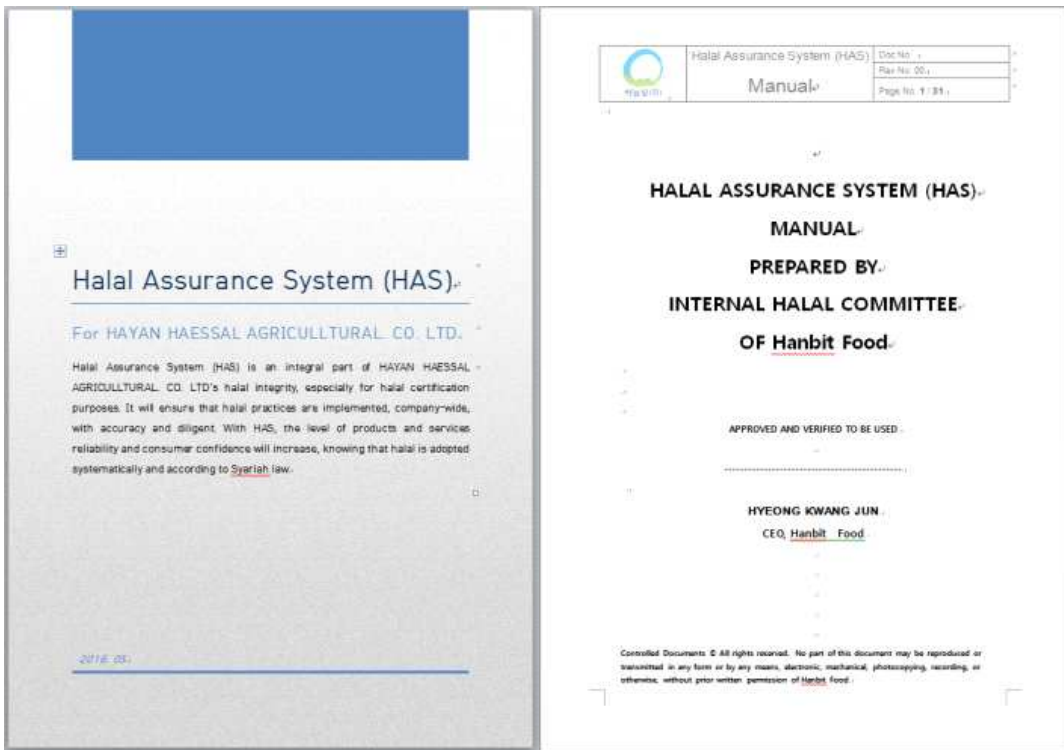 Halal Assurance System (HAS)
For HAYAN HAESSAL AGRICULLTURAL. CO. LTD.
Halal Assurance System (HAS) is an integral part of HAYAN HAESSAL
AGRICULLTURAL. CO. LTD's halal integrity, especially for halal certification
purposes. It will ensure that halal practices are implemented, company-wide,
with accuracy and diligent. With HAS, the level of products and services
reliability and consumer confidence will increase, knowing that halal is adopted
systematically and according to Syariah law.
2016. 05.
Halal Assurance System (HAS)
Manual
Doc No. :
Rev No. 00.
Page No. 1 / 31
HALAL ASSURANCE SYSTEM (HAS)
MANUAL
PREPARED BY
INTERNAL HALAL COMMITTEE
OF Hanbit Food
APPROVED AND VERIFIED TO BE USED
HYEONG KWANG JUN
CEO, Hanbit Food
Controlled Documents © All rights reserved. No part of this document may be reproduced or
transmitted in any form or by any means, electronic, mechanical, photocopying, recording, or
otherwise, without prior written permission of Hanbit Food